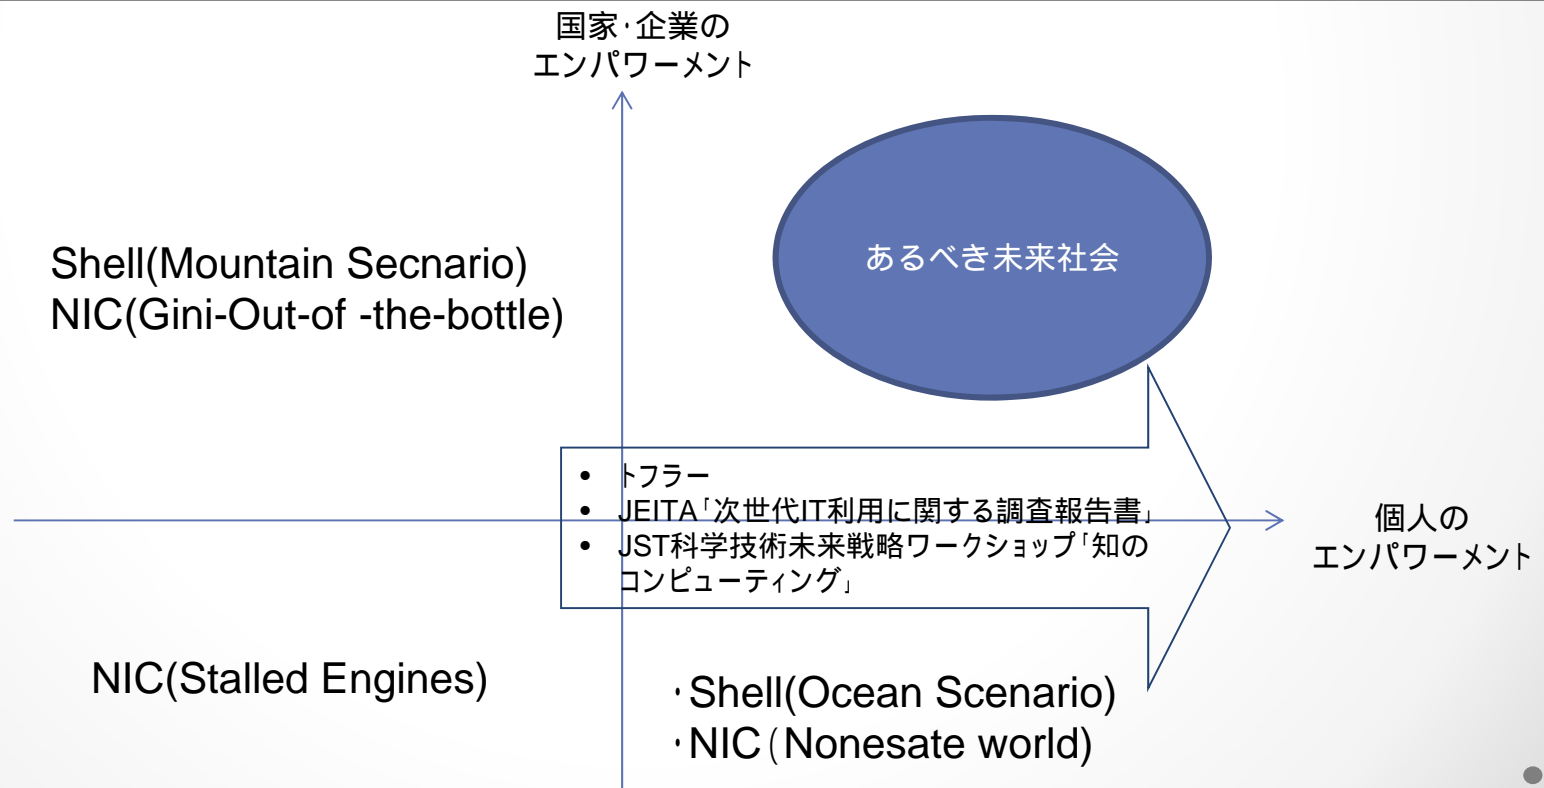 国家･企業の
エンパワーメント
あるべき未来社会
Shell(Mountain Secnario)
NIC(Gini-Out-of -the-bottle)
• トフラー
• JEITA｢次世代IT利用に関する調査報告書｣
• JST科学技術未来戦略ワークショップ｢知の
コンピューティング｣
個人の
エンパワーメント
NIC(Stalled Engines)
･Shell(Ocean Scenario)
･NIC(Nonesate world)